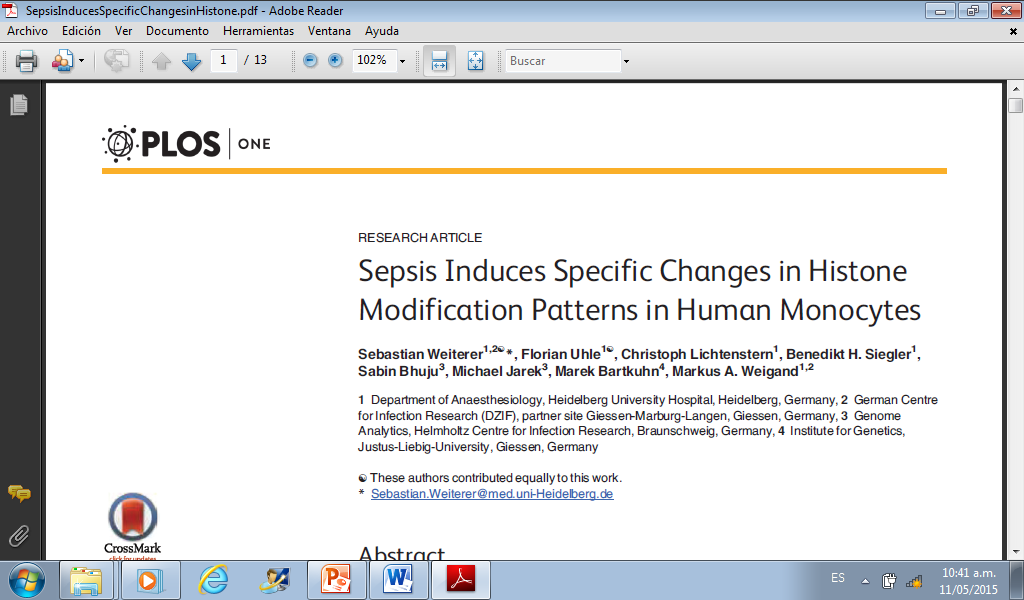 SepsisInducesSpecificChangesinHistone.pdf - Adobe Reader
Archivo Edición Ver Documento Herramientas Ventana Ayuda
1 / 13 102% Buscar
PLOS ONE
RESEARCH ARTICLE
Sepsis Induces Specific Changes in Histone
Modification Patterns in Human Monocytes
Sebastian Weiterer1,2☯*, Florian Uhle1☯, Christoph Lichtenstern1, Benedikt H. Siegler1,
Sabin Bhuju3, Michael Jarek3, Marek Bartkuhn4, Markus A. Weigand1,2
1 Department of Anaesthesiology, Heidelberg University Hospital, Heidelberg, Germany, 2 German Centre
for Infection Research (DZIF), partner site Giessen-Marburg-Langen, Giessen, Germany, 3 Genome
Analytics, Helmholtz Centre for Infection Research, Braunschweig, Germany, 4 Institute for Genetics,
Justus-Liebig-University, Giessen, Germany
☯ These authors contributed equally to this work.
* Sebastian.Weiterer@med.uni-Heidelberg.de
CrossMark
click for updates
Abstract
ES
10:41 a.m.
11/05/2015